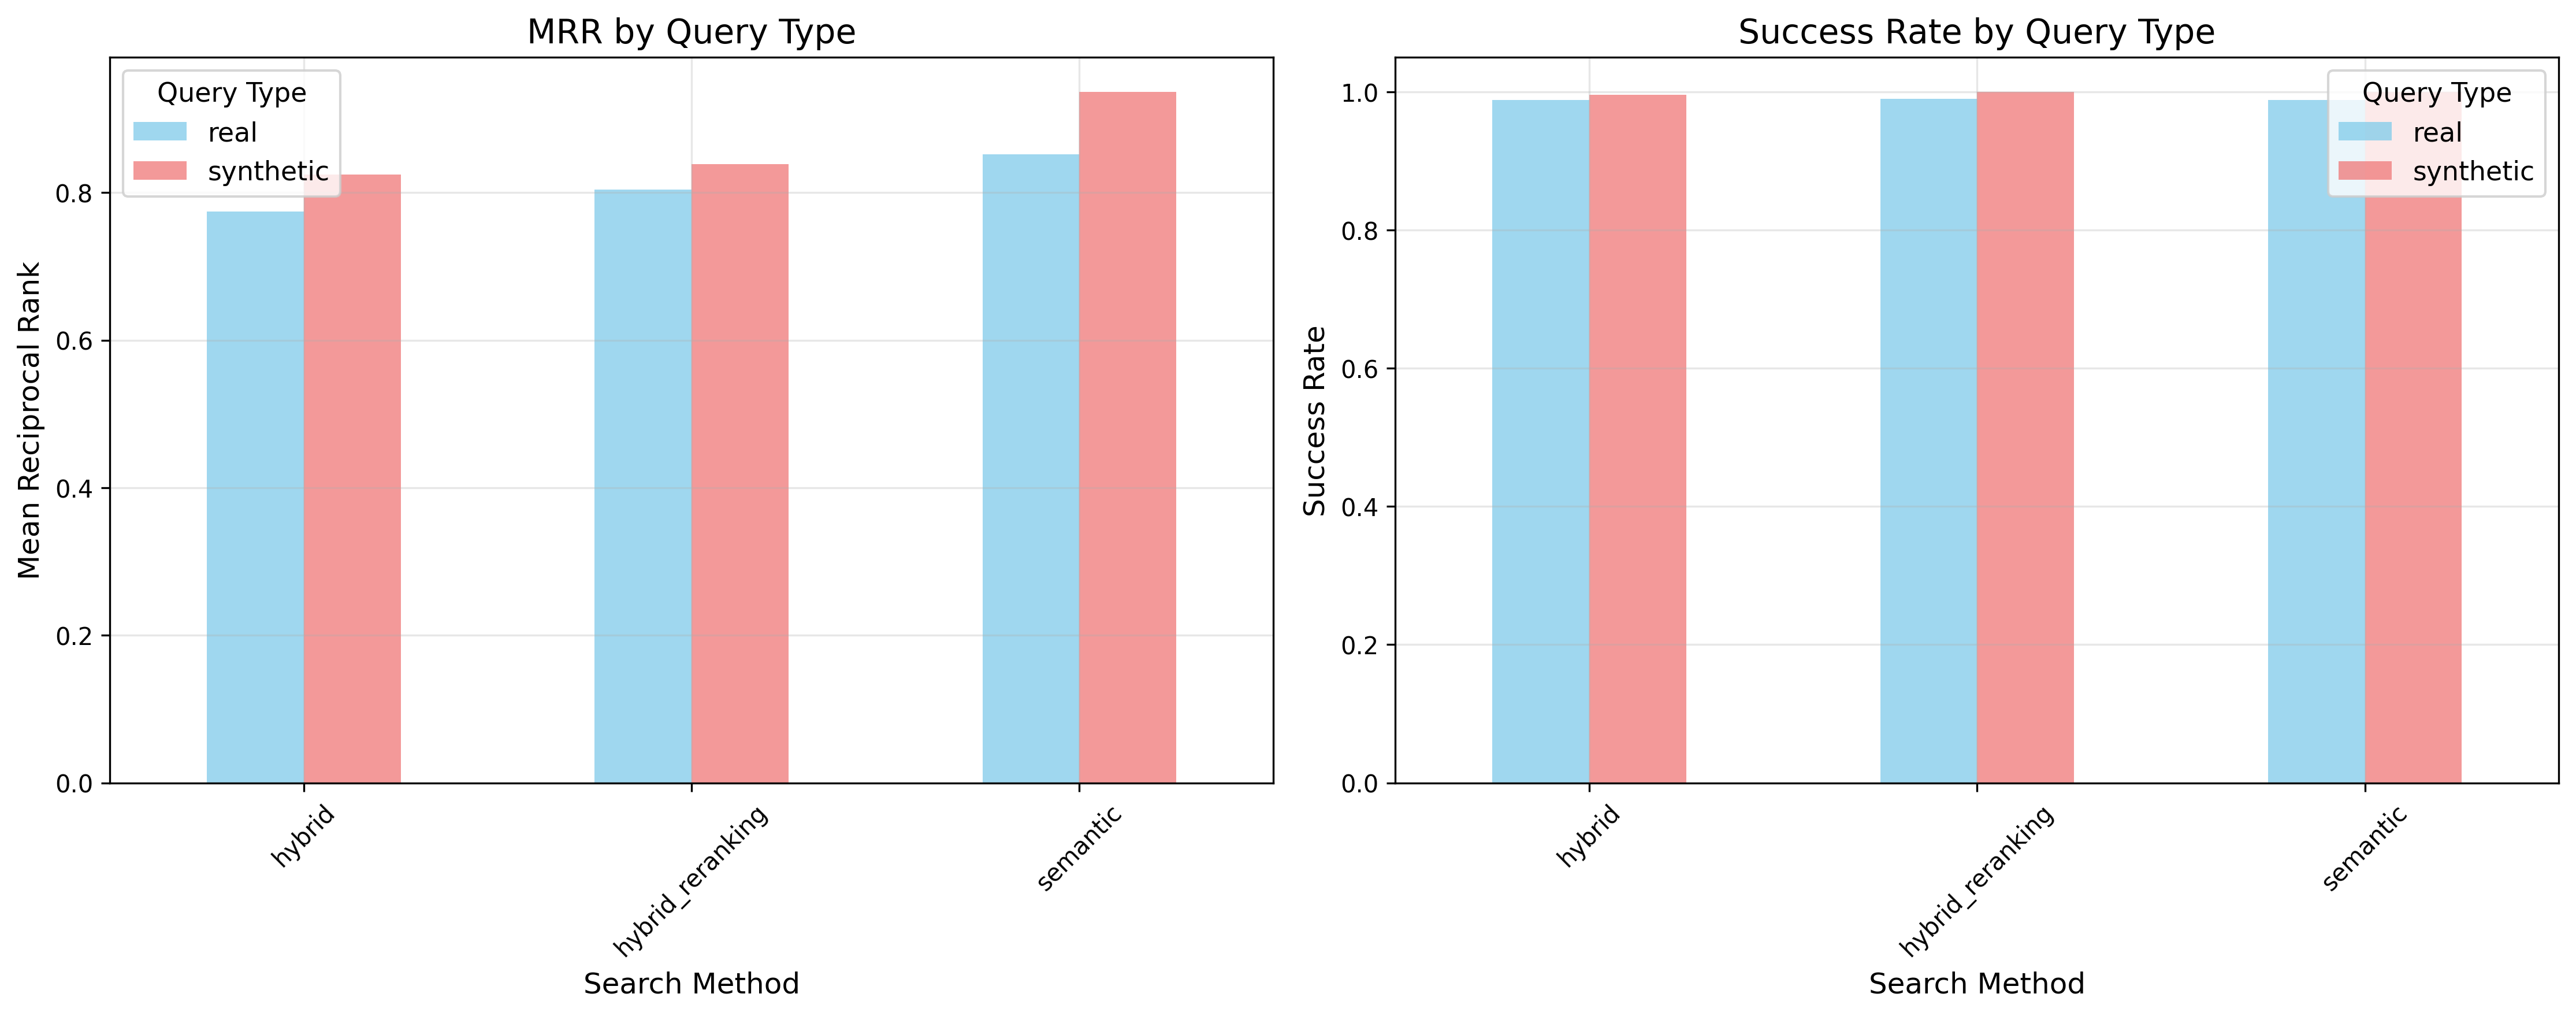 MRR by Query Type
Query Type
real
synthetic
Mean Reciprocal Rank
0.8
0.6
0.4
0.2
0.0
hybrid
hybrid_reranking
semantic
Search Method
Success Rate by Query Type
Query Type
real
synthetic
Success Rate
1.0
0.8
0.6
0.4
0.2
0.0
hybrid
hybrid_reranking
semantic
Search Method